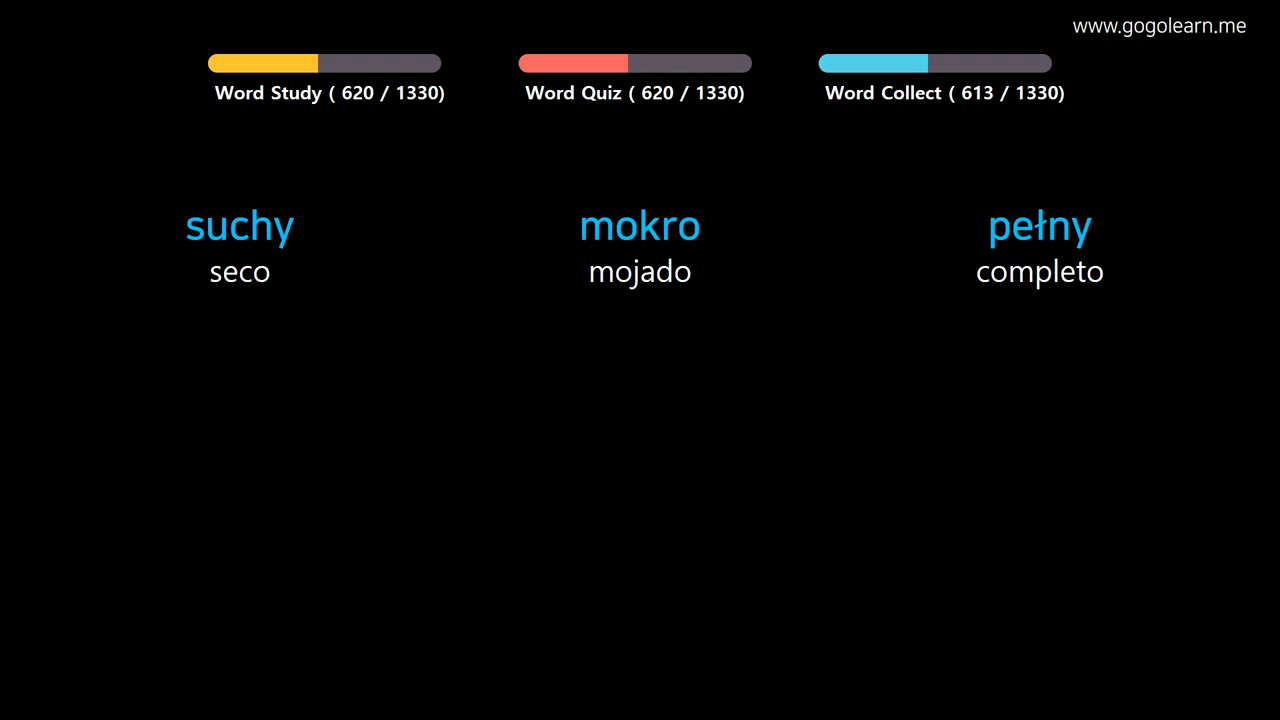 www.gogolearn.me
Word Study ( 620 / 1330)
Word Quiz ( 620 / 1330)
Word Collect ( 613 / 1330)
suchy
seco
mokro
mojado
pełny
completo